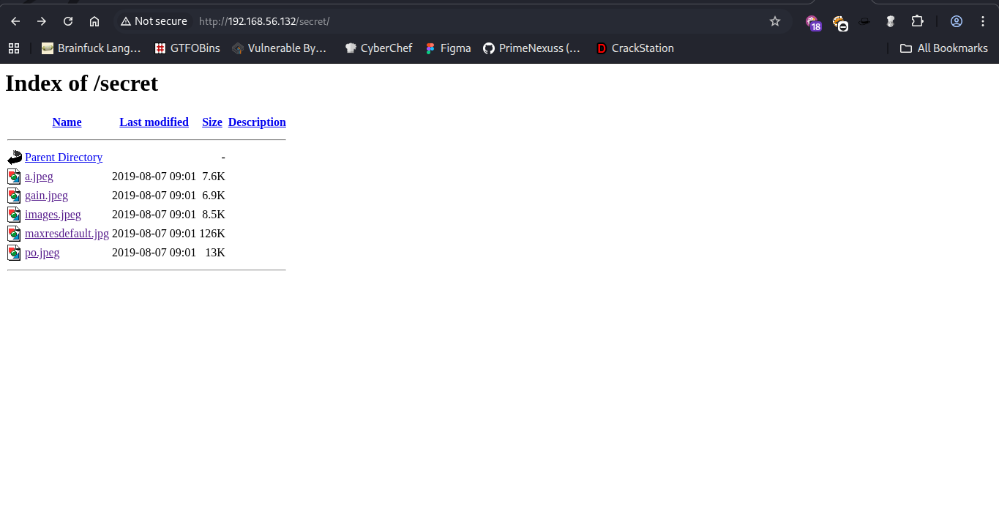 Not secure http://192.168.56.132/secret/ 18
Brainfuck Lang... GTFOBins Vulnerable By... CyberChef Figma PrimeNexuss (... D CrackStation All Bookmarks
Index of /secret
Name Last modified Size Description
Parent Directory -
a.jpeg 2019-08-07 09:01 7.6K
gain.jpeg 2019-08-07 09:01 6.9K
images.jpeg 2019-08-07 09:01 8.5K
maxresdefault.jpg 2019-08-07 09:01 126K
po.jpeg 2019-08-07 09:01 13K